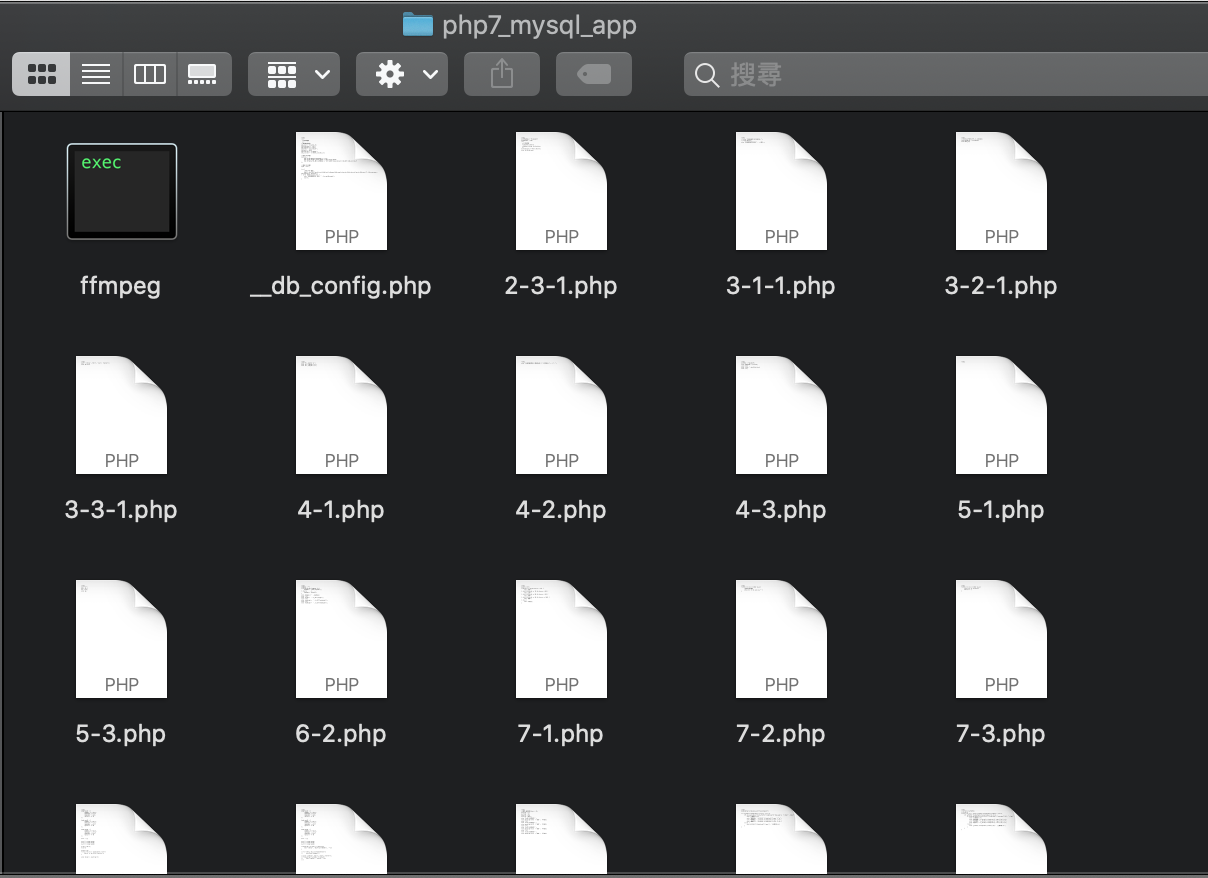 php7_mysql_app
搜尋
exec
PHP
PHP
PHP
PHP
ffmpeg
__db_config.php
2-3-1.php
3-1-1.php
3-2-1.php
PHP
PHP
PHP
PHP
PHP
3-3-1.php
4-1.php
4-2.php
4-3.php
5-1.php
PHP
PHP
PHP
PHP
PHP
5-3.php
6-2.php
7-1.php
7-2.php
7-3.php